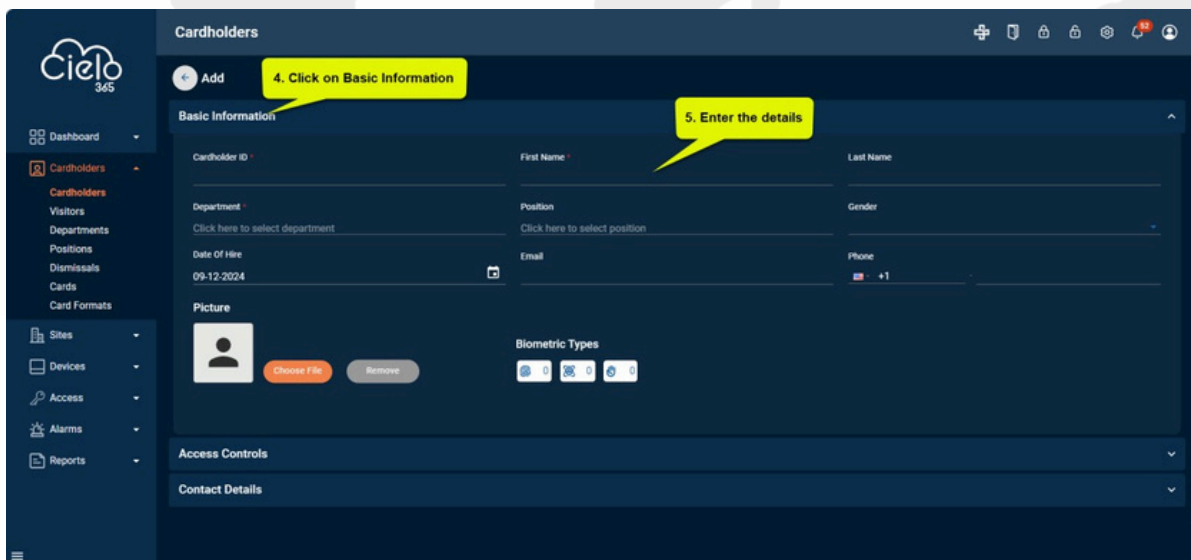 Cielo
365
Cardholders
52
Add
4. Click on Basic Information
Basic Information
5. Enter the details
Dashboard
Cardholders
Cardholders
Visitors
Departments
Positions
Dismissals
Cards
Card Formats
Sites
Devices
Access
Alarms
Reports
Cardholder ID *
First Name *
Last Name
Department *
Position
Gender
Click here to select department
Click here to select position
Date Of Hire
Email
Phone
09-12-2024
+1
Picture
Biometric Types
Choose File
Remove
0
0
0
Access Controls
Contact Details